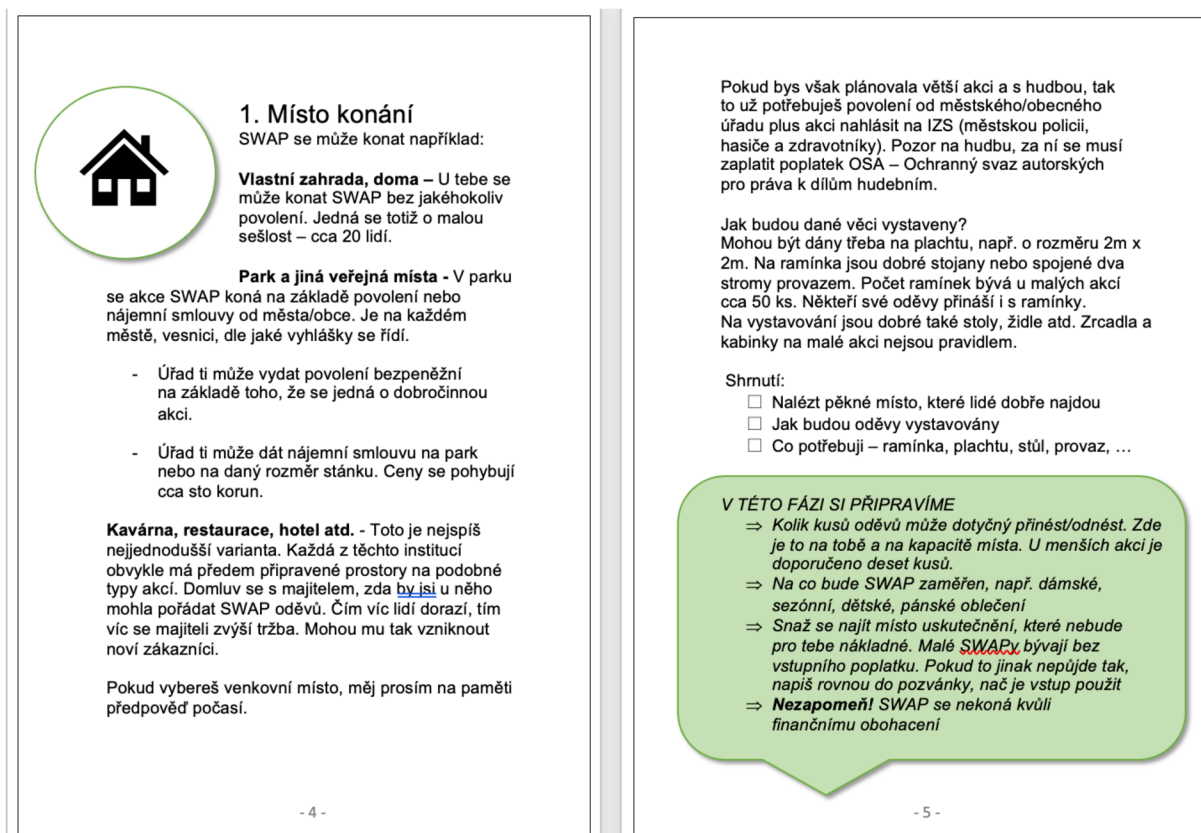 1. Místo konání
SWAP se může konat například:
Vlastní zahrada, doma – U tebe se
může konat SWAP bez jakéhokoliv
povolení. Jedná se totiž o malou
sešlost – cca 20 lidí.
Park a jiná veřejná místa - V parku
se akce SWAP koná na základě povolení nebo
nájemní smlouvy od města/obce. Je na každém
městě, vesnici, dle jaké vyhlášky se řídí.
- Úřad ti může vydat povolení bezpeněžní
na základě toho, že se jedná o dobročinnou
akci.
- Úřad ti může dát nájemní smlouvu na park
nebo na daný rozměr stánku. Ceny se pohybují
cca sto korun.
Kavárna, restaurace, hotel atd. - Toto je nejspíš
nejjednodušší varianta. Každá z těchto institucí
obvykle má předem připravené prostory na podobné
typy akcí. Domluv se s majitelem, zda by jsi u něho
mohla pořádat SWAP oděvů. Čím víc lidí dorazí, tím
víc se majiteli zvýší tržba. Mohou mu tak vzniknout
noví zákazníci.
Pokud vybereš venkovní místo, měj prosím na paměti
předpověď počasí.
- 4 -
Pokud bys však plánovala větší akci a s hudbou, tak
to už potřebuješ povolení od městského/obecného
úřadu plus akci nahlásit na IZS (městskou policii,
hasiče a zdravotníky). Pozor na hudbu, za ní se musí
zaplatit poplatek OSA – Ochranný svaz autorských
pro práva k dílům hudebním.
Jak budou dané věci vystaveny?
Mohou být dány třeba na plachtu, např. o rozměru 2m x
2m. Na ramínka jsou dobré stojany nebo spojené dva
stromy provazem. Počet ramínek bývá u malých akcí
cca 50 ks. Někteří své oděvy přináší i s ramínky.
Na vystavování jsou dobré také stoly, židle atd. Zrcadla a
kabinky na malé akci nejsou pravidlem.
Shrnutí:
☐ Nalézt pěkné místo, které lidé dobře najdou
☐ Jak budou oděvy vystavovány
☐ Co potřebuji – ramínka, plachtu, stůl, provaz, …
V TÉTO FÁZI SI PŘIPRAVÍME
⇒ Kolik kusů oděvů může dotyčný přinést/odnést. Zde
je to na tobě a na kapacitě místa. U menších akci je
doporučeno deset kusů.
⇒ Na co bude SWAP zaměřen, např. dámské,
sezónní, dětské, pánské oblečení
⇒ Snaž se najít místo uskutečnění, které nebude
pro tebe nákladné. Malé SWAPy bývají bez
vstupního poplatku. Pokud to jinak nepůjde tak,
napiš rovnou do pozvánky, nač je vstup použit
⇒ Nezapomeň! SWAP se nekoná kvůli
finančnímu obohacení
- 5 -